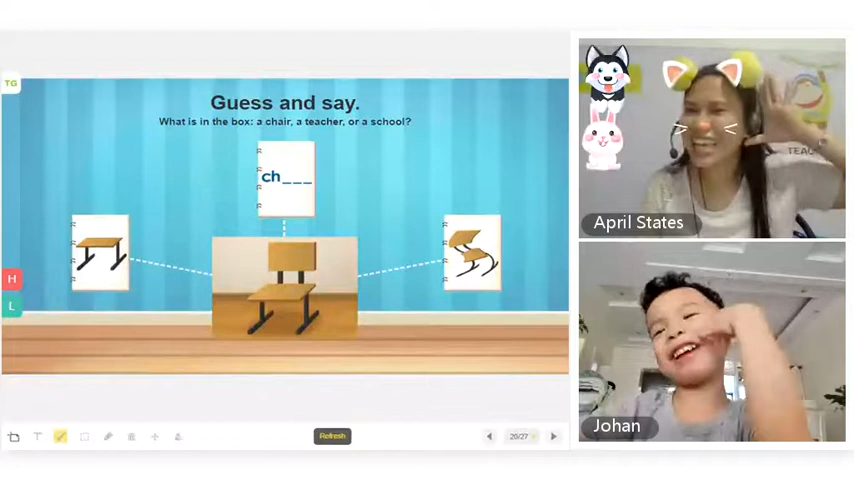 TG
Guess and say.
What is in the box: a chair, a teacher, or a school?
ch___
H
L
T
Refresh
20/27
April States
TEAC
Johan